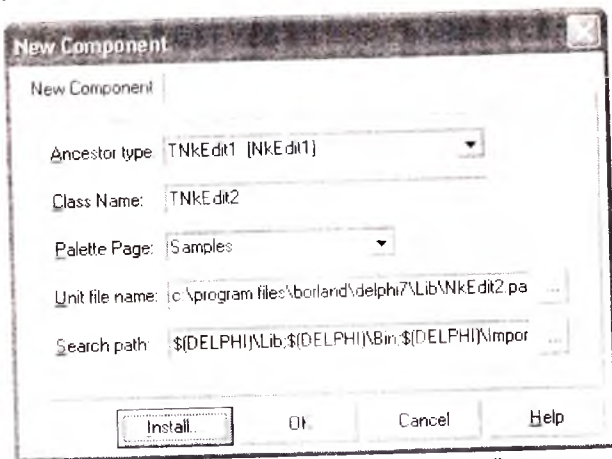 New Component
New Component
Ancestor type: TNkEdit1 [NkEdit1]
Class Name: TNkEdit2
Palette Page: Samples
Unit file name: c:\program files\borland\delphi7\Lib\NkEdit2.pa ...
Search path: $(DELPHI)\Lib;$(DELPHI)\Bin;$(DELPHI)\Impor ...
Install... OK Cancel Help